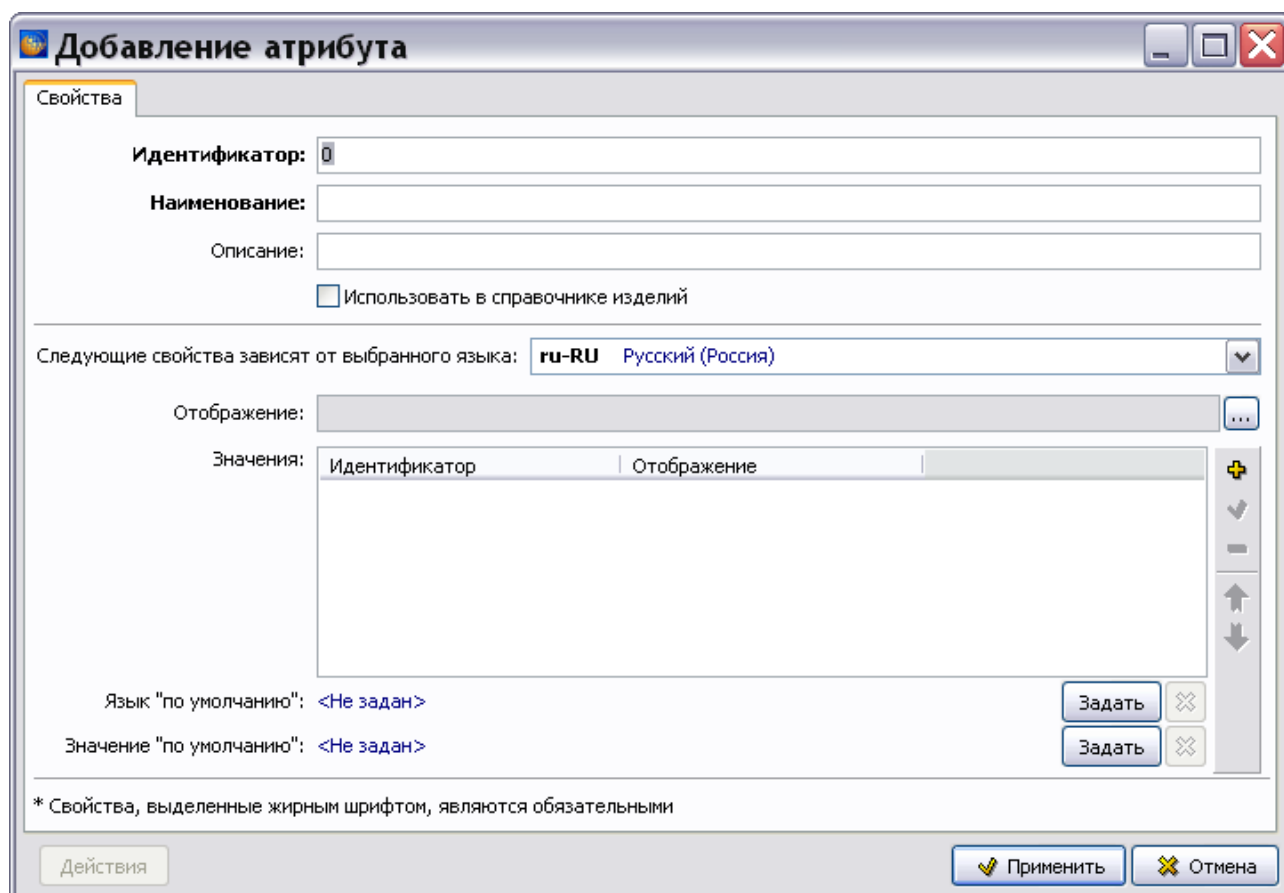 Добавление атрибута
Свойства
Идентификатор: 0
Наименование:
Описание:
Использовать в справочнике изделий
Следующие свойства зависят от выбранного языка: ru-RU Русский (Россия)
Отображение: ...
Значения: Идентификатор Отображение
Язык "по умолчанию": <Не задан> Задать
Значение "по умолчанию": <Не задан> Задать
* Свойства, выделенные жирным шрифтом, являются обязательными
Действия Применить Отмена